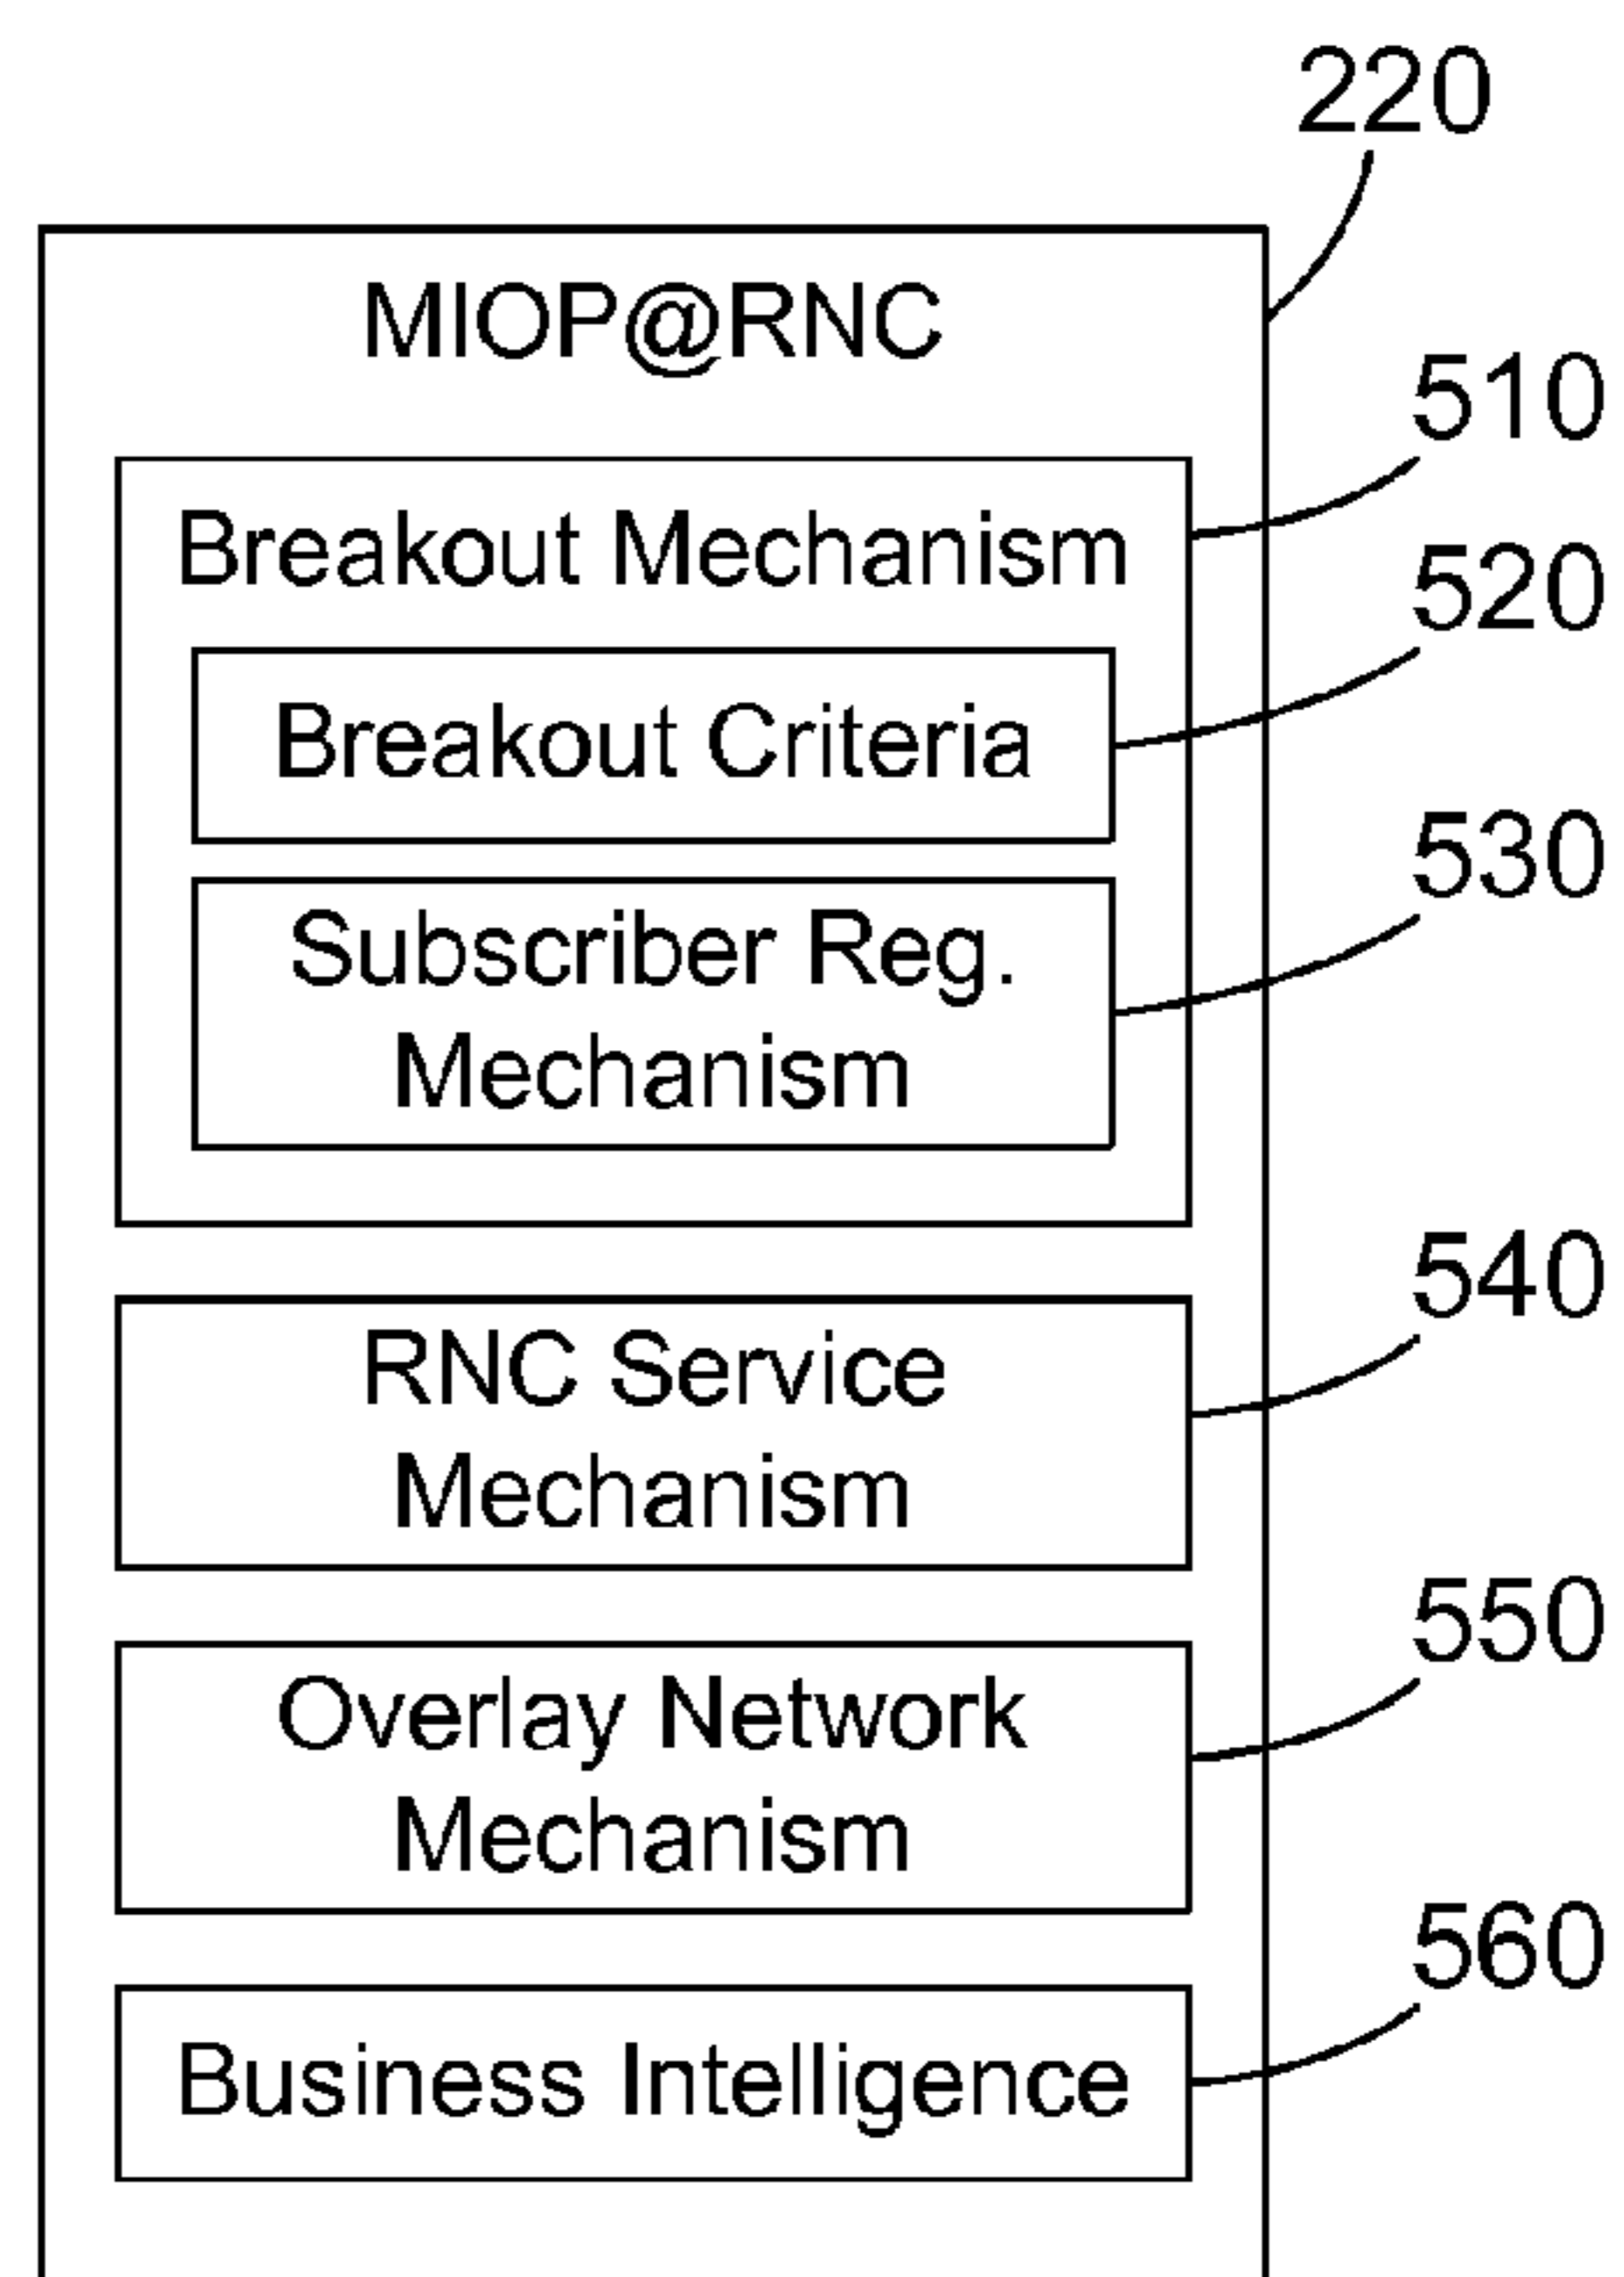 220
MIOP@RNC
510
Breakout Mechanism
520
Breakout Criteria
530
Subscriber Reg.
Mechanism
540
RNC Service
Mechanism
550
Overlay Network
Mechanism
560
Business Intelligence